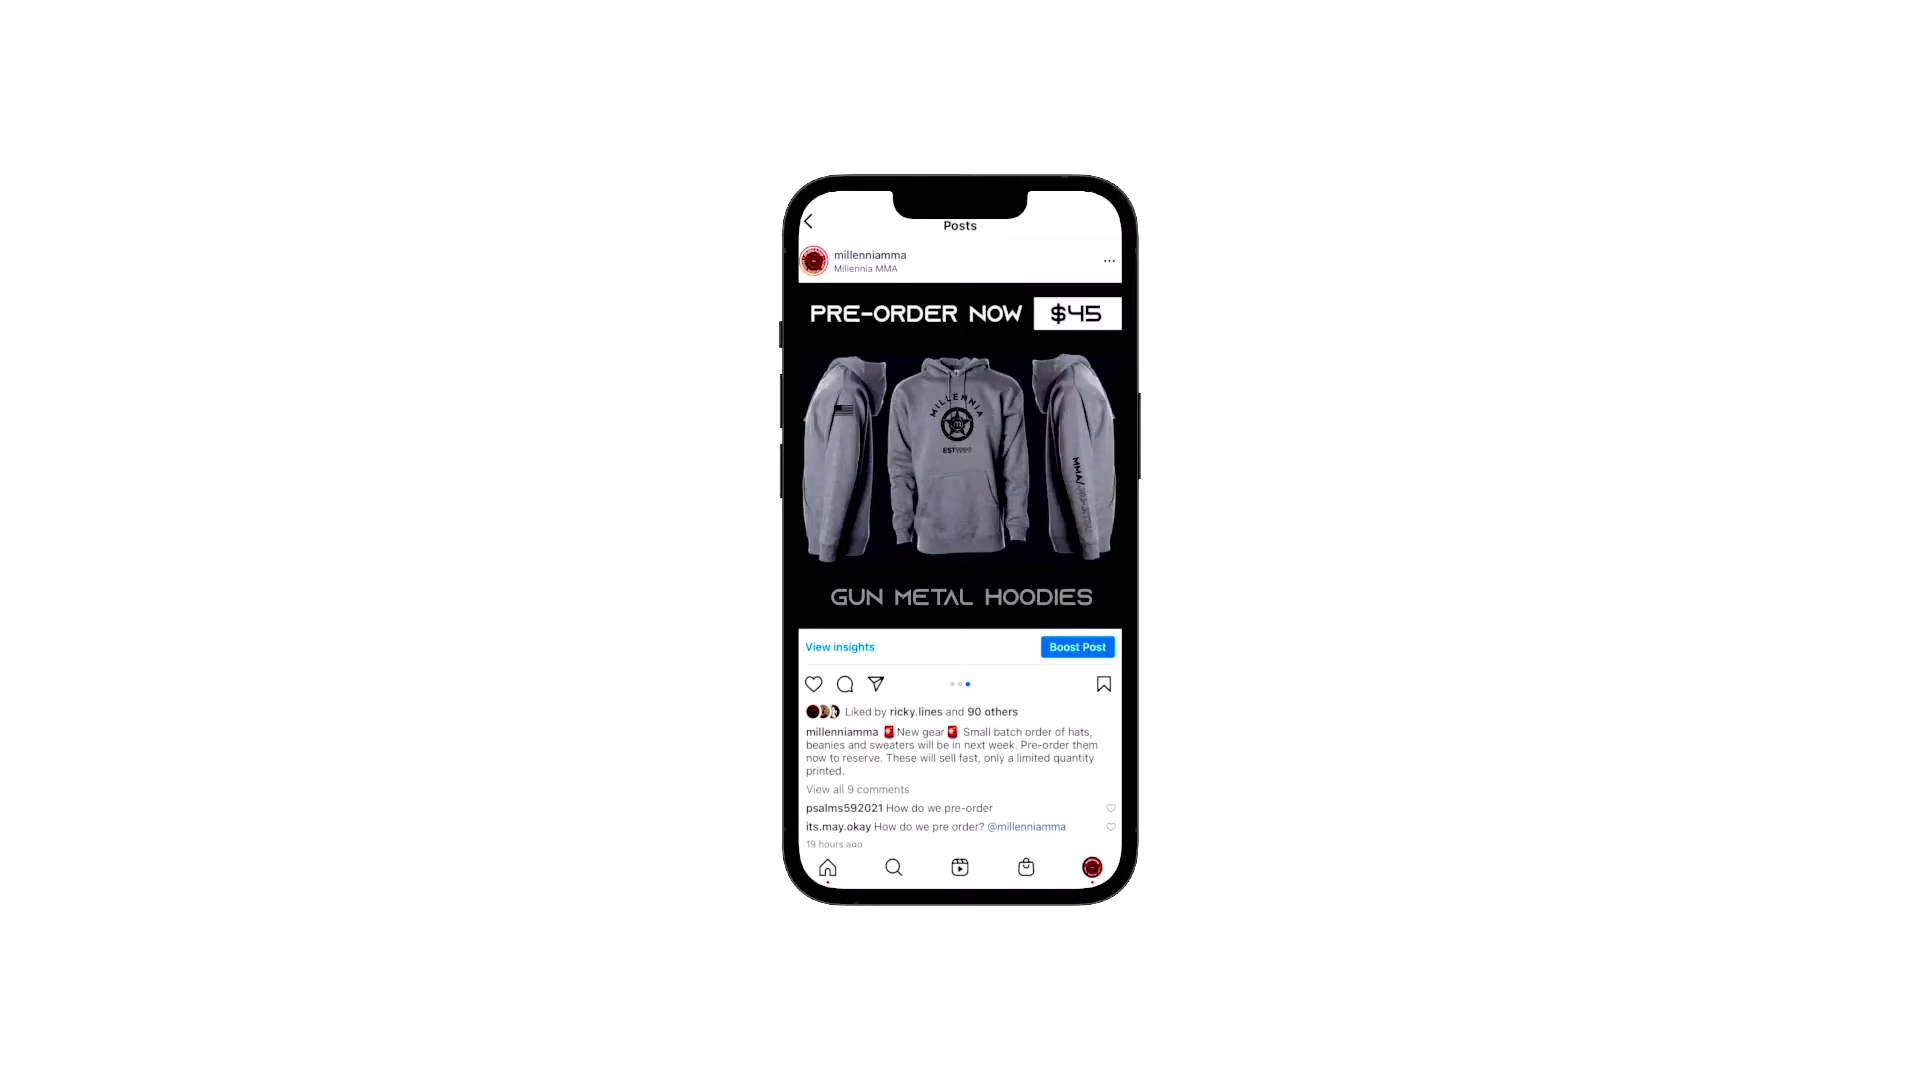 Posts
millenniamma
Millennia MMA
PRE-ORDER NOW $45
MILLENNIA
m
EST1999
MMA/
GUN METAL HOODIES
View insights
Boost Post
Liked by ricky.lines and 90 others
millenniamma 🚨New gear🚨 Small batch order of hats,
beanies and sweaters will be in next week. Pre-order them
now to reserve. These will sell fast, only a limited quantity
printed.
View all 9 comments
psalms592021 How do we pre-order
its.may.okay How do we pre order? @millenniamma
19 hours ago